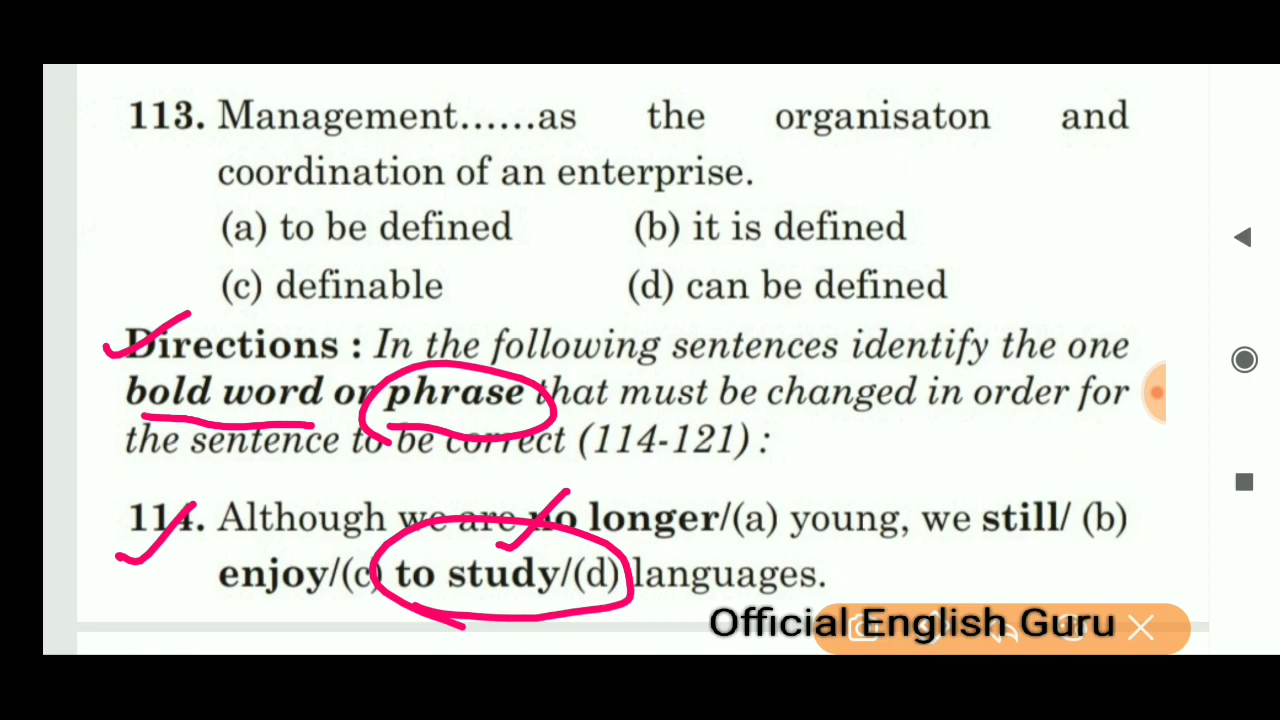 113. Management......as the organisaton and
coordination of an enterprise.
(a) to be defined (b) it is defined
(c) definable (d) can be defined
Directions : In the following sentences identify the one
bold word or phrase that must be changed in order for
the sentence to be correct (114-121) :
114. Although we are no longer/(a) young, we still/ (b)
enjoy/(c) to study/(d) languages.
Official English Guru